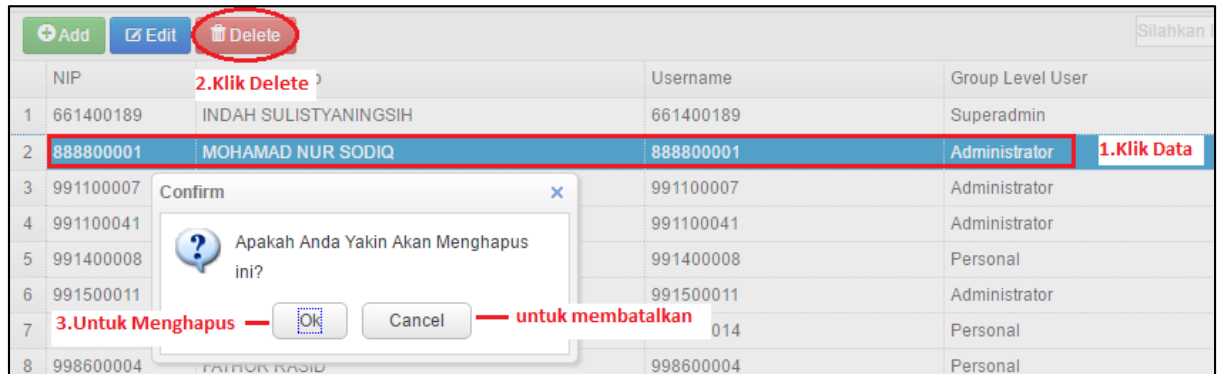 Add Edit Delete Silahkan
NIP 2.Klik Delete Username Group Level User
1 661400189 INDAH SULISTYANINGSIH 661400189 Superadmin
2 888800001 MOHAMAD NUR SODIQ 888800001 Administrator 1.Klik Data
3 991100007 Confirm × 991100007 Administrator
4 991100041 Apakah Anda Yakin Akan Menghapus 991100041 Administrator
5 991400008 ini? 991400008 Personal
6 991500011 991500011 Administrator
7 3.Untuk Menghapus Ok Cancel untuk membatalkan 014 Personal
8 998600004 FATHOR RASID 998600004 Personal